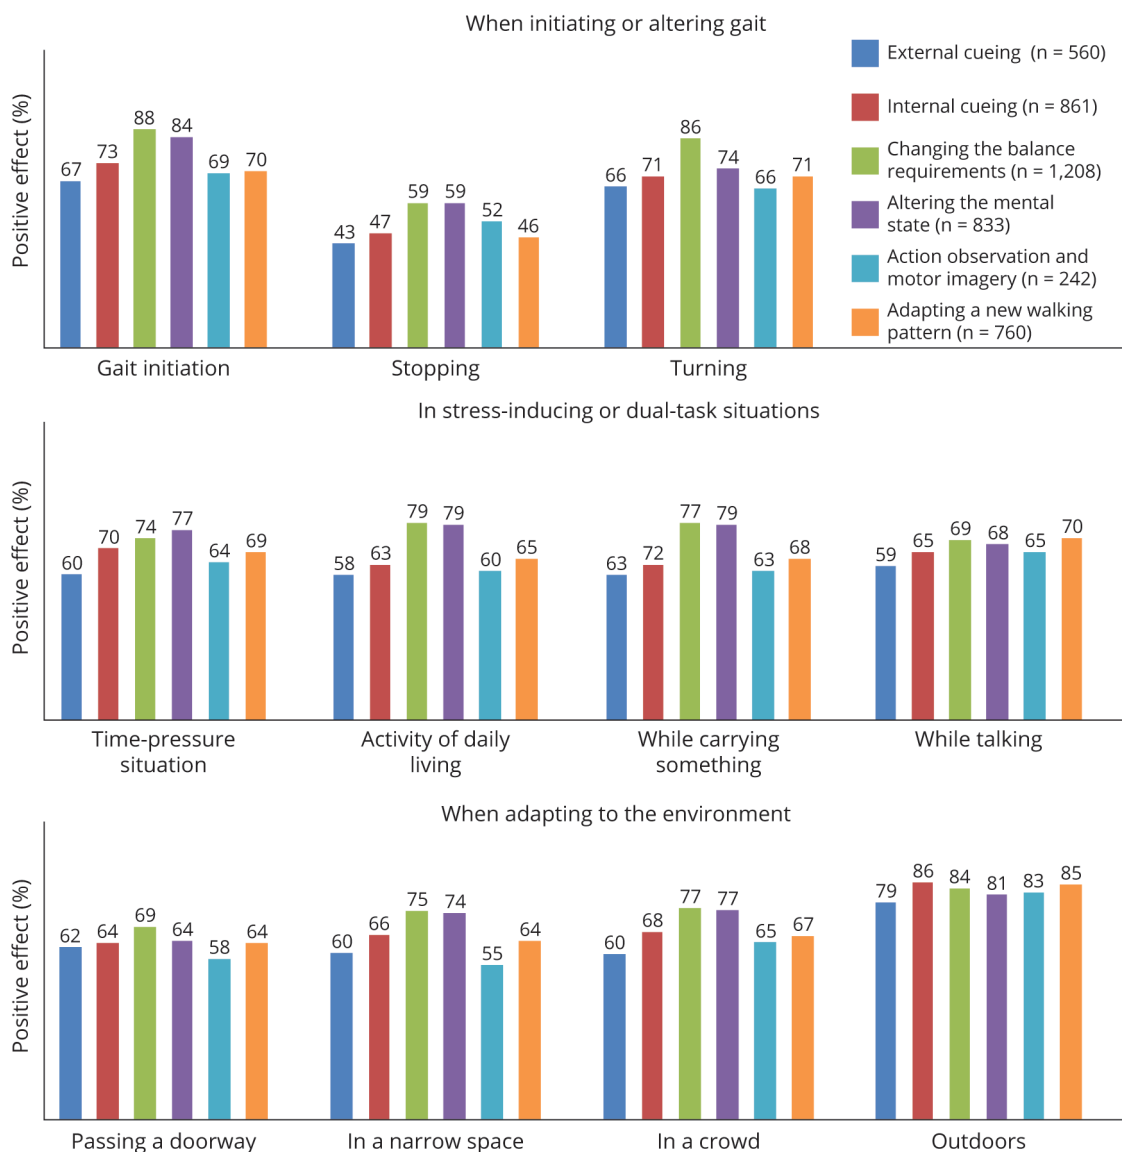 When initiating or altering gait
Positive effect (%)
67
73
88
84
69
70
43
47
59
59
52
46
66
71
86
74
66
71
External cueing (n = 560)
Internal cueing (n = 861)
Changing the balance
requirements (n = 1,208)
Altering the mental
state (n = 833)
Action observation and
motor imagery (n = 242)
Adapting a new walking
pattern (n = 760)
Gait initiation
Stopping
Turning
In stress-inducing or dual-task situations
Positive effect (%)
60
70
74
77
64
69
58
63
79
79
60
65
63
72
77
79
63
68
59
65
69
68
65
70
Time-pressure
situation
Activity of daily
living
While carrying
something
While talking
When adapting to the environment
Positive effect (%)
62
64
69
64
58
64
60
66
75
74
55
64
60
68
77
77
65
67
79
86
84
81
83
85
Passing a doorway
In a narrow space
In a crowd
Outdoors